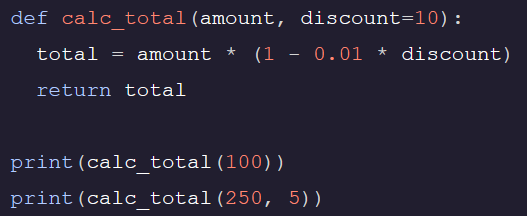 def calc_total(amount, discount=10):
  total = amount * (1 - 0.01 * discount)
  return total

print(calc_total(100))
print(calc_total(250, 5))